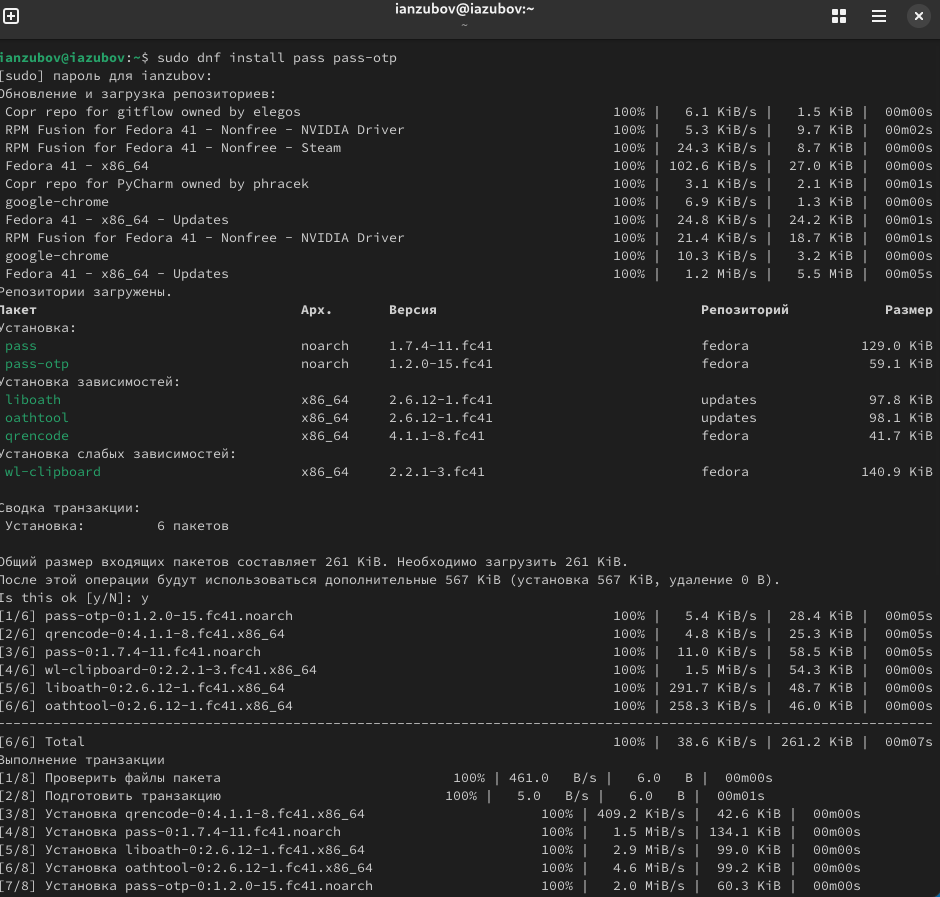 ianzubov@iazubov:~
~
ianzubov@iazubov:~$ sudo dnf install pass pass-otp
[sudo] пароль для ianzubov:
Обновление и загрузка репозиториев:
Copr repo for gitflow owned by elegos 100% | 6.1 KiB/s | 1.5 KiB | 00m00s
RPM Fusion for Fedora 41 - Nonfree - NVIDIA Driver 100% | 5.3 KiB/s | 9.7 KiB | 00m02s
RPM Fusion for Fedora 41 - Nonfree - Steam 100% | 24.3 KiB/s | 8.7 KiB | 00m00s
Fedora 41 - x86_64 100% | 102.6 KiB/s | 27.0 KiB | 00m00s
Copr repo for PyCharm owned by phracek 100% | 3.1 KiB/s | 2.1 KiB | 00m01s
google-chrome 100% | 6.9 KiB/s | 1.3 KiB | 00m00s
Fedora 41 - x86_64 - Updates 100% | 24.8 KiB/s | 24.2 KiB | 00m01s
RPM Fusion for Fedora 41 - Nonfree - NVIDIA Driver 100% | 21.4 KiB/s | 18.7 KiB | 00m01s
google-chrome 100% | 10.3 KiB/s | 3.2 KiB | 00m00s
Fedora 41 - x86_64 - Updates 100% | 1.2 MiB/s | 5.5 MiB | 00m05s
Репозитории загружены.
Пакет Арх. Версия Репозиторий Размер
Установка:
pass noarch 1.7.4-11.fc41 fedora 129.0 KiB
pass-otp noarch 1.2.0-15.fc41 fedora 59.1 KiB
Установка зависимостей:
liboath x86_64 2.6.12-1.fc41 updates 97.8 KiB
oathtool x86_64 2.6.12-1.fc41 updates 98.1 KiB
qrencode x86_64 4.1.1-8.fc41 fedora 41.7 KiB
Установка слабых зависимостей:
wl-clipboard x86_64 2.2.1-3.fc41 fedora 140.9 KiB
Сводка транзакции:
Установка: 6 пакетов
Общий размер входящих пакетов составляет 261 KiB. Необходимо загрузить 261 KiB.
После этой операции будут использоваться дополнительные 567 KiB (установка 567 KiB, удаление 0 B).
Is this ok [y/N]: y
[1/6] pass-otp-0:1.2.0-15.fc41.noarch 100% | 5.4 KiB/s | 28.4 KiB | 00m05s
[2/6] qrencode-0:4.1.1-8.fc41.x86_64 100% | 4.8 KiB/s | 25.3 KiB | 00m05s
[3/6] pass-0:1.7.4-11.fc41.noarch 100% | 11.0 KiB/s | 58.5 KiB | 00m05s
[4/6] wl-clipboard-0:2.2.1-3.fc41.x86_64 100% | 1.5 MiB/s | 54.3 KiB | 00m00s
[5/6] liboath-0:2.6.12-1.fc41.x86_64 100% | 291.7 KiB/s | 48.7 KiB | 00m00s
[6/6] oathtool-0:2.6.12-1.fc41.x86_64 100% | 258.3 KiB/s | 46.0 KiB | 00m00s
--------------------------------------------------------------------------------------------------------------------
[6/6] Total 100% | 38.6 KiB/s | 261.2 KiB | 00m07s
Выполнение транзакции
[1/8] Проверить файлы пакета 100% | 461.0 B/s | 6.0 B | 00m00s
[2/8] Подготовить транзакцию 100% | 5.0 B/s | 6.0 B | 00m01s
[3/8] Установка qrencode-0:4.1.1-8.fc41.x86_64 100% | 409.2 KiB/s | 42.6 KiB | 00m00s
[4/8] Установка pass-0:1.7.4-11.fc41.noarch 100% | 1.5 MiB/s | 134.1 KiB | 00m00s
[5/8] Установка liboath-0:2.6.12-1.fc41.x86_64 100% | 2.9 MiB/s | 99.0 KiB | 00m00s
[6/8] Установка oathtool-0:2.6.12-1.fc41.x86_64 100% | 4.6 MiB/s | 99.2 KiB | 00m00s
[7/8] Установка pass-otp-0:1.2.0-15.fc41.noarch 100% | 2.0 MiB/s | 60.3 KiB | 00m00s